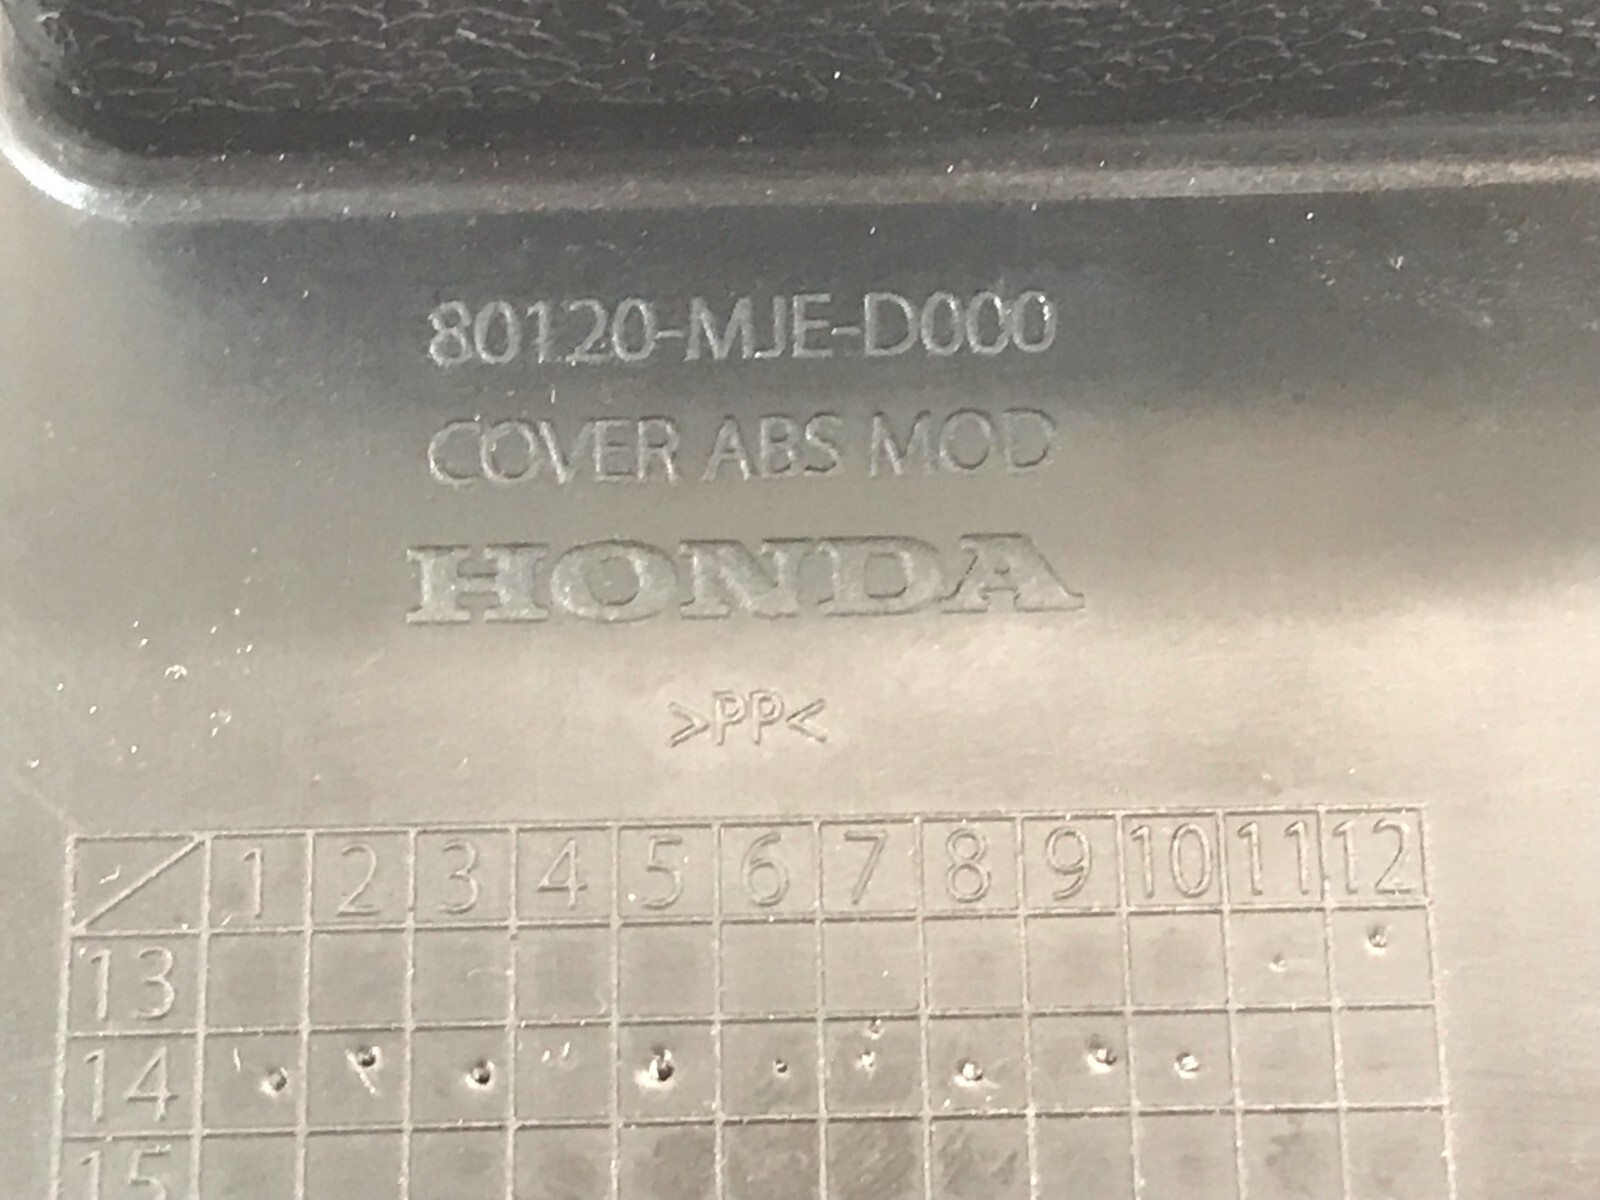 80120-MJE-D000
COVER ABS MOD
HONDA
>PP<
1 2 3 4 5 6 7 8 9 10 11 12
13
14
15